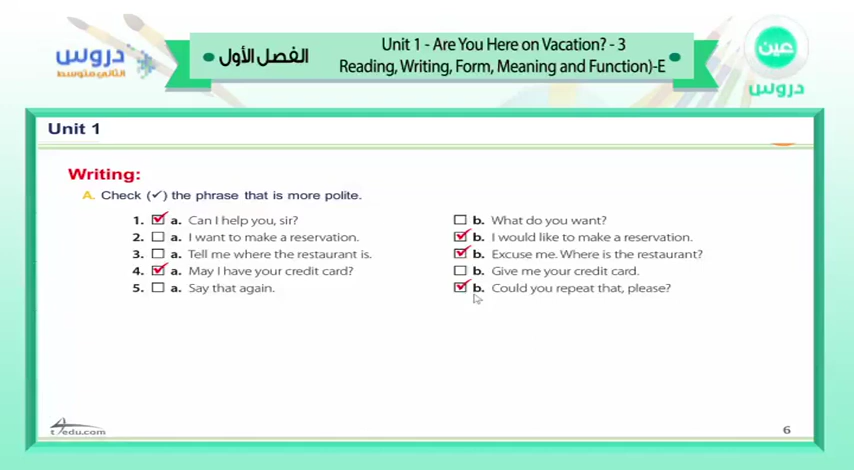 دروس
الثاني متوسط
الفصل الأول
Unit 1 - Are You Here on Vacation? - 3
Reading, Writing, Form, Meaning and Function)-E
عين
دروس
Unit 1
Writing:
A. Check (✓) the phrase that is more polite.
1. ☑ a. Can I help you, sir? ☐ b. What do you want?
2. ☐ a. I want to make a reservation. ☑ b. I would like to make a reservation.
3. ☐ a. Tell me where the restaurant is. ☑ b. Excuse me. Where is the restaurant?
4. ☑ a. May I have your credit card? ☐ b. Give me your credit card.
5. ☐ a. Say that again. ☑ b. Could you repeat that, please?
t4edu.com
6